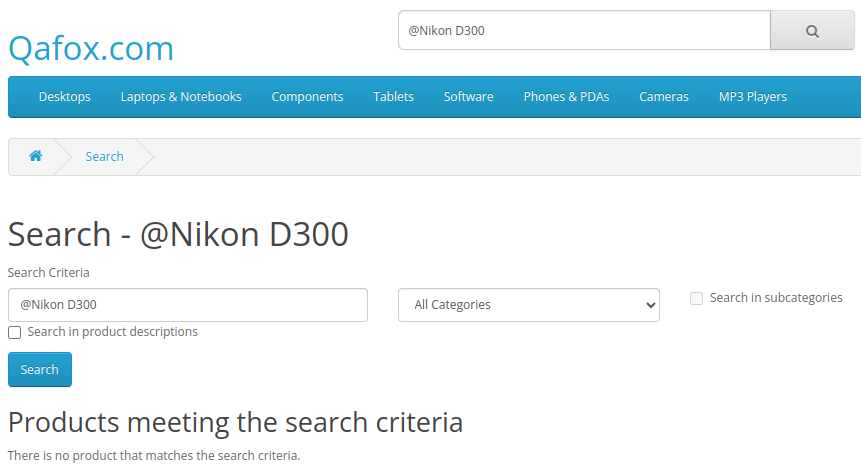 Qafox.com
@Nikon D300
Desktops Laptops & Notebooks Components Tablets Software Phones & PDAs Cameras MP3 Players
Search
Search - @Nikon D300
Search Criteria
@Nikon D300 All Categories Search in subcategories
Search in product descriptions
Search
Products meeting the search criteria
There is no product that matches the search criteria.